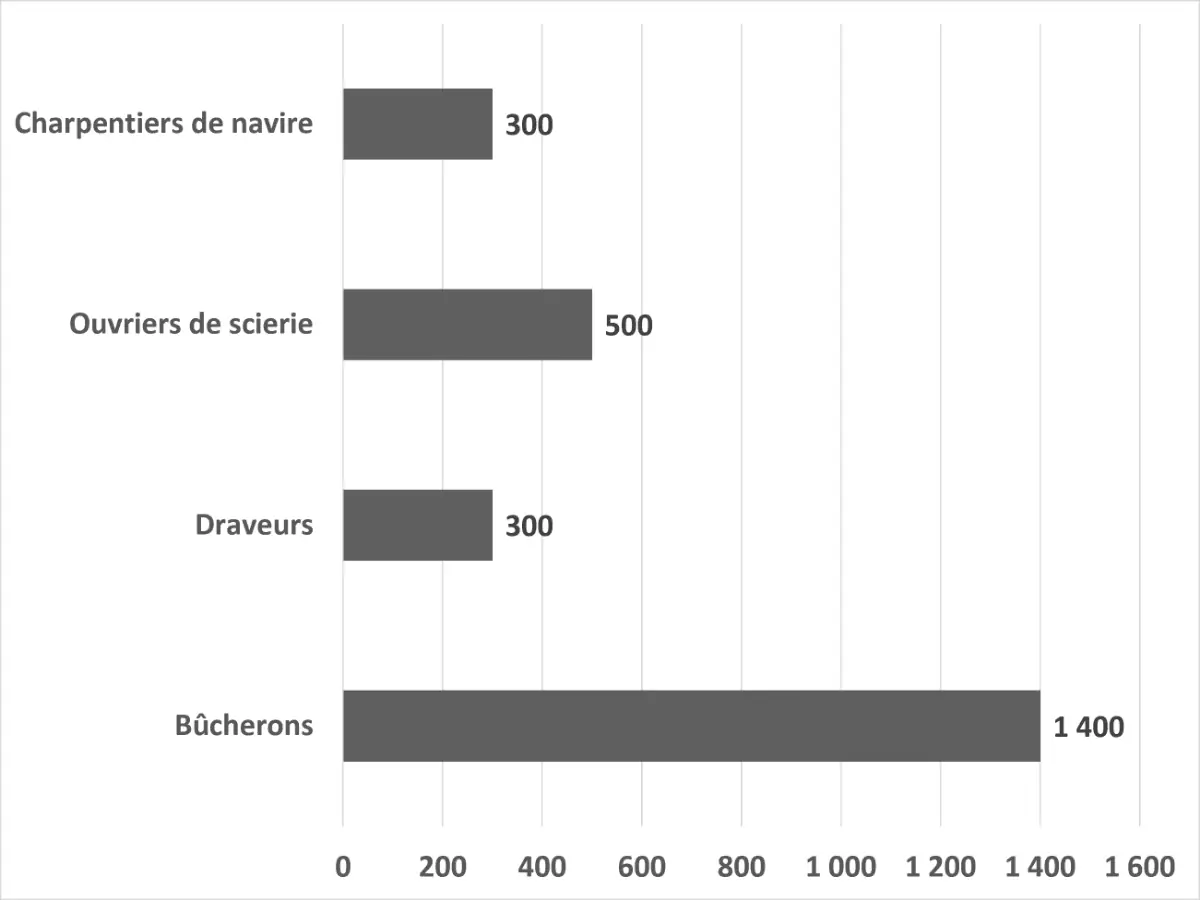 Charpentiers de navire 300
Ouvriers de scierie 500
Draveurs 300
Bûcherons 1 400
0 200 400 600 800 1 000 1 200 1 400 1 600